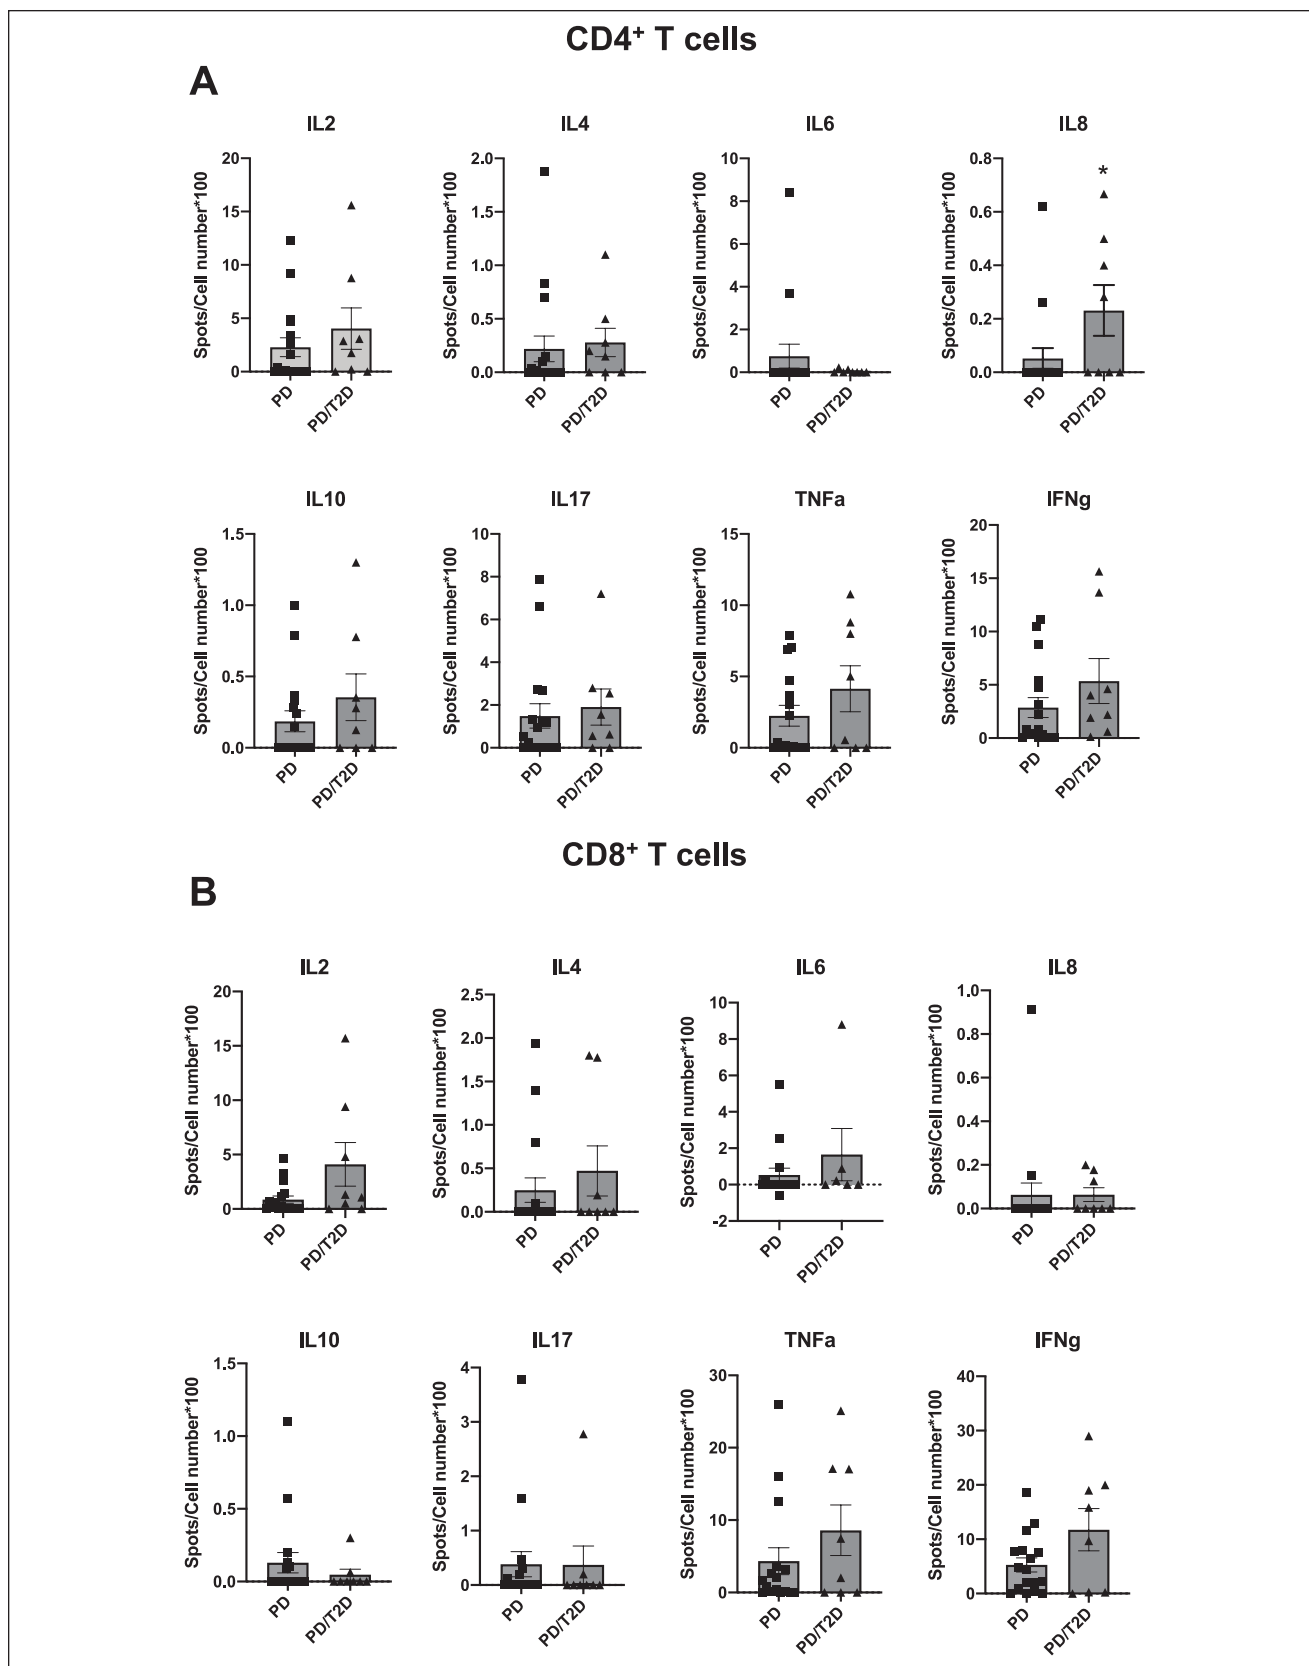 CD4⁺ T cells
A
IL2
IL4
IL6
IL8
Spots/Cell number*100
20
15
10
5
0
PD
PD/T2D
Spots/Cell number*100
2.0
1.5
1.0
0.5
0.0
PD
PD/T2D
Spots/Cell number*100
10
8
6
4
2
0
PD
PD/T2D
Spots/Cell number*100
0.8
0.6
0.4
0.2
0.0
*
PD
PD/T2D
IL10
IL17
TNFa
IFNg
Spots/Cell number*100
1.5
1.0
0.5
0.0
PD
PD/T2D
Spots/Cell number*100
10
8
6
4
2
0
PD
PD/T2D
Spots/Cell number*100
15
10
5
0
PD
PD/T2D
Spots/Cell number*100
20
15
10
5
0
PD
PD/T2D
CD8⁺ T cells
B
IL2
IL4
IL6
IL8
Spots/Cell number*100
20
15
10
5
0
PD
PD/T2D
Spots/Cell number*100
2.5
2.0
1.5
1.0
0.5
0.0
PD
PD/T2D
Spots/Cell number*100
10
8
6
4
2
0
-2
PD
PD/T2D
Spots/Cell number*100
1.0
0.8
0.6
0.4
0.2
0.0
PD
PD/T2D
IL10
IL17
TNFa
IFNg
Spots/Cell number*100
1.5
1.0
0.5
0.0
PD
PD/T2D
Spots/Cell number*100
4
3
2
1
0
PD
PD/T2D
Spots/Cell number*100
30
20
10
0
PD
PD/T2D
Spots/Cell number*100
40
30
20
10
0
PD
PD/T2D